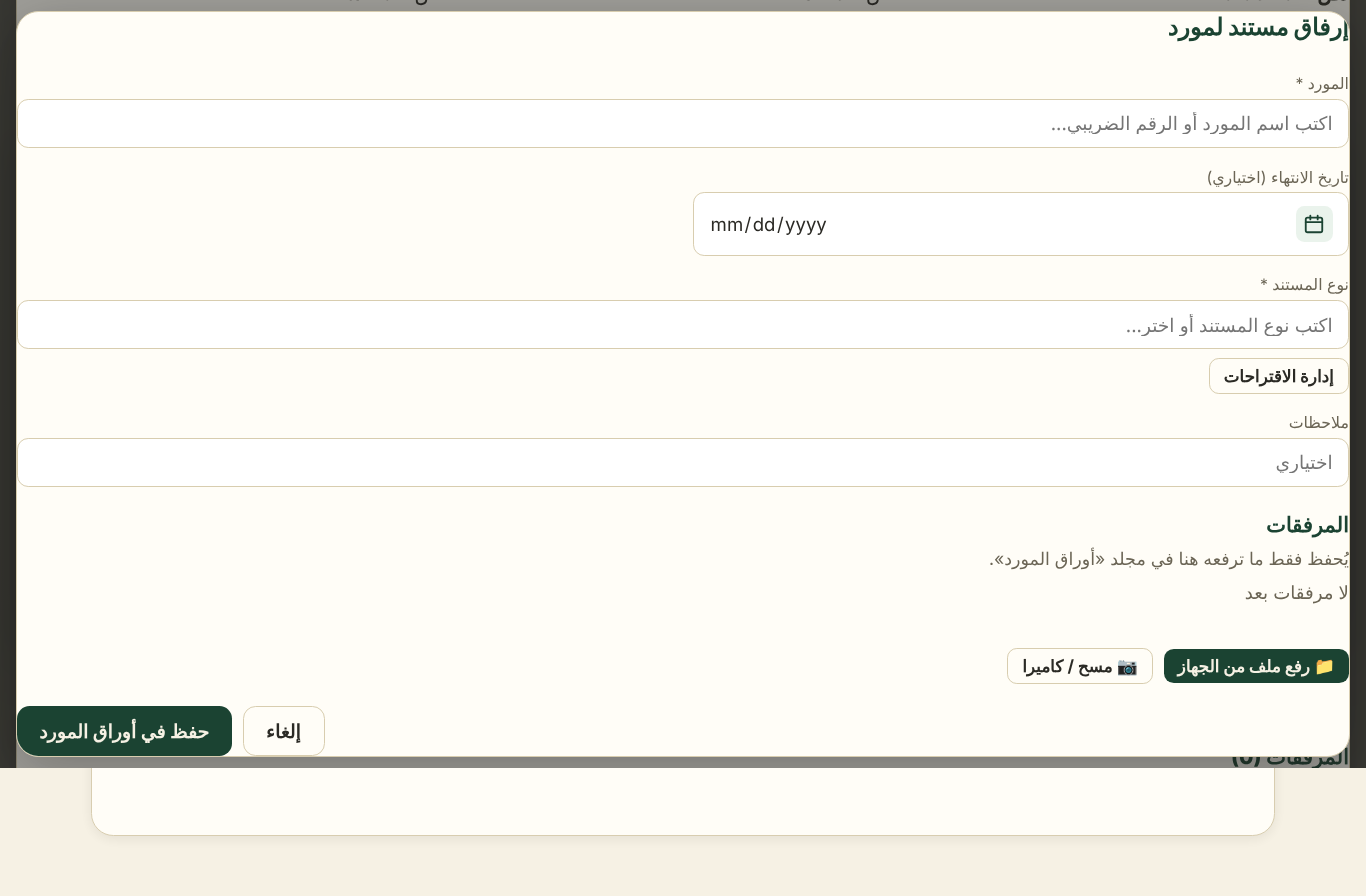 إرفاق مستند لمورد
المورد *
اكتب اسم المورد أو الرقم الضريبي...
تاريخ الانتهاء (اختياري)
mm/dd/yyyy
نوع المستند *
اكتب نوع المستند أو اختر...
إدارة الاقتراحات
ملاحظات
اختياري
المرفقات
يُحفظ فقط ما ترفعه هنا في مجلد «أوراق المورد».
لا مرفقات بعد
📁 رفع ملف من الجهاز
📷 مسح / كاميرا
إلغاء
حفظ في أوراق المورد
المرفقات (0)